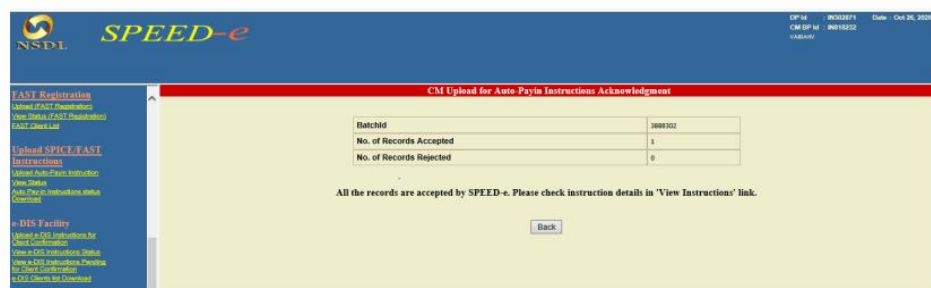 NSDL
SPEED-e
DP Id : IN302871 Date : Oct 26, 2020
CM BP Id : IN018232
VAIBAHV
FAST Registration
Upload (FAST Registration)
View Status (FAST Registration)
FAST Client List
Upload SPICE/FAST
Instructions
Upload Auto-Payin Instruction
View Status
Auto Pay-in Instructions status
Download
e-DIS Facility
Upload e-DIS Instructions for
Client Confirmation
View e-DIS Instructions Status
View e-DIS Instructions Pending
for Client Confirmation
e-DIS Clients list Download
CM Upload for Auto-Payin Instructions Acknowledgment
BatchId 3888302
No. of Records Accepted 1
No. of Records Rejected 0
All the records are accepted by SPEED-e. Please check instruction details in 'View Instructions' link.
Back